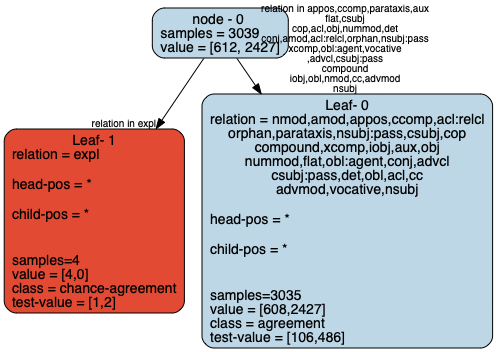 relation in appos,ccomp,parataxis,aux
flat,csubj
cop,acl,obj,nummod,det
conj,amod,acl:relcl,orphan,nsubj:pass
xcomp,obl:agent,vocative
,advcl,csubj:pass
compound
iobj,obl,nmod,cc,advmod
nsubj
node - 0
samples = 3039
value = [612, 2427]
relation in expl
Leaf- 1
relation = expl
head-pos = *
child-pos = *
samples=4
value = [4,0]
class = chance-agreement
test-value = [1,2]
Leaf- 0
relation = nmod,amod,appos,ccomp,acl:relcl
orphan,parataxis,nsubj:pass,csubj,cop
compound,xcomp,iobj,aux,obj
nummod,flat,obl:agent,conj,advcl
csubj:pass,det,obl,acl,cc
advmod,vocative,nsubj
head-pos = *
child-pos = *
samples=3035
value = [608,2427]
class = agreement
test-value = [106,486]